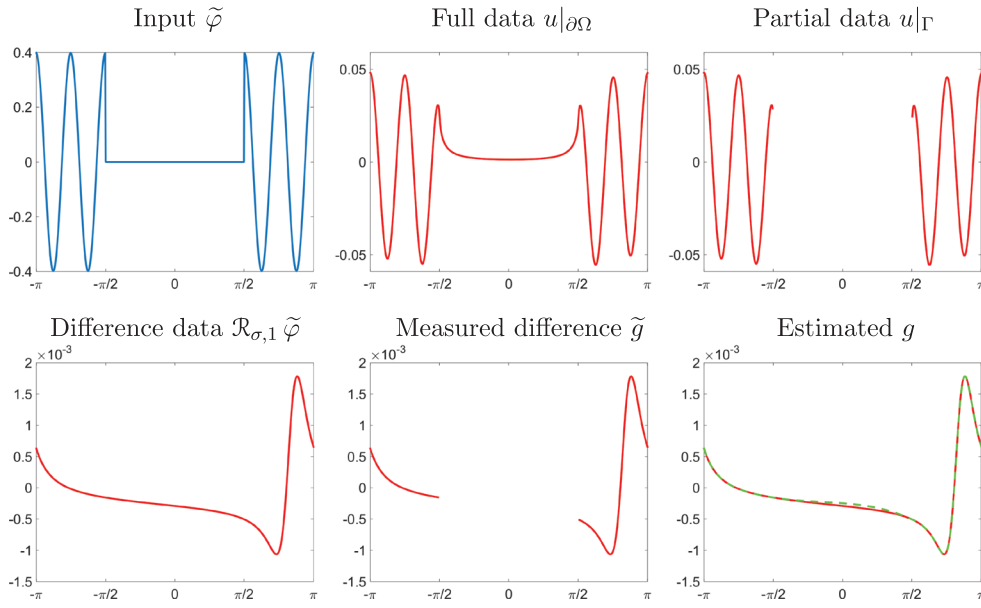 Input φ̃
Full data u|∂Ω
Partial data u|Γ
0.4
0.2
0
-0.2
-0.4
-π
-π/2
0
π/2
π
0.05
0
-0.05
-π
-π/2
0
π/2
π
0.05
0
-0.05
-π
-π/2
0
π/2
π
Difference data ℛσ,1 φ̃
Measured difference g̃
Estimated g
×10⁻³
2
1.5
1
0.5
0
-0.5
-1
-1.5
-π
-π/2
0
π/2
π
×10⁻³
2
1.5
1
0.5
0
-0.5
-1
-1.5
-π
-π/2
0
π/2
π
×10⁻³
2
1.5
1
0.5
0
-0.5
-1
-1.5
-π
-π/2
0
π/2
π